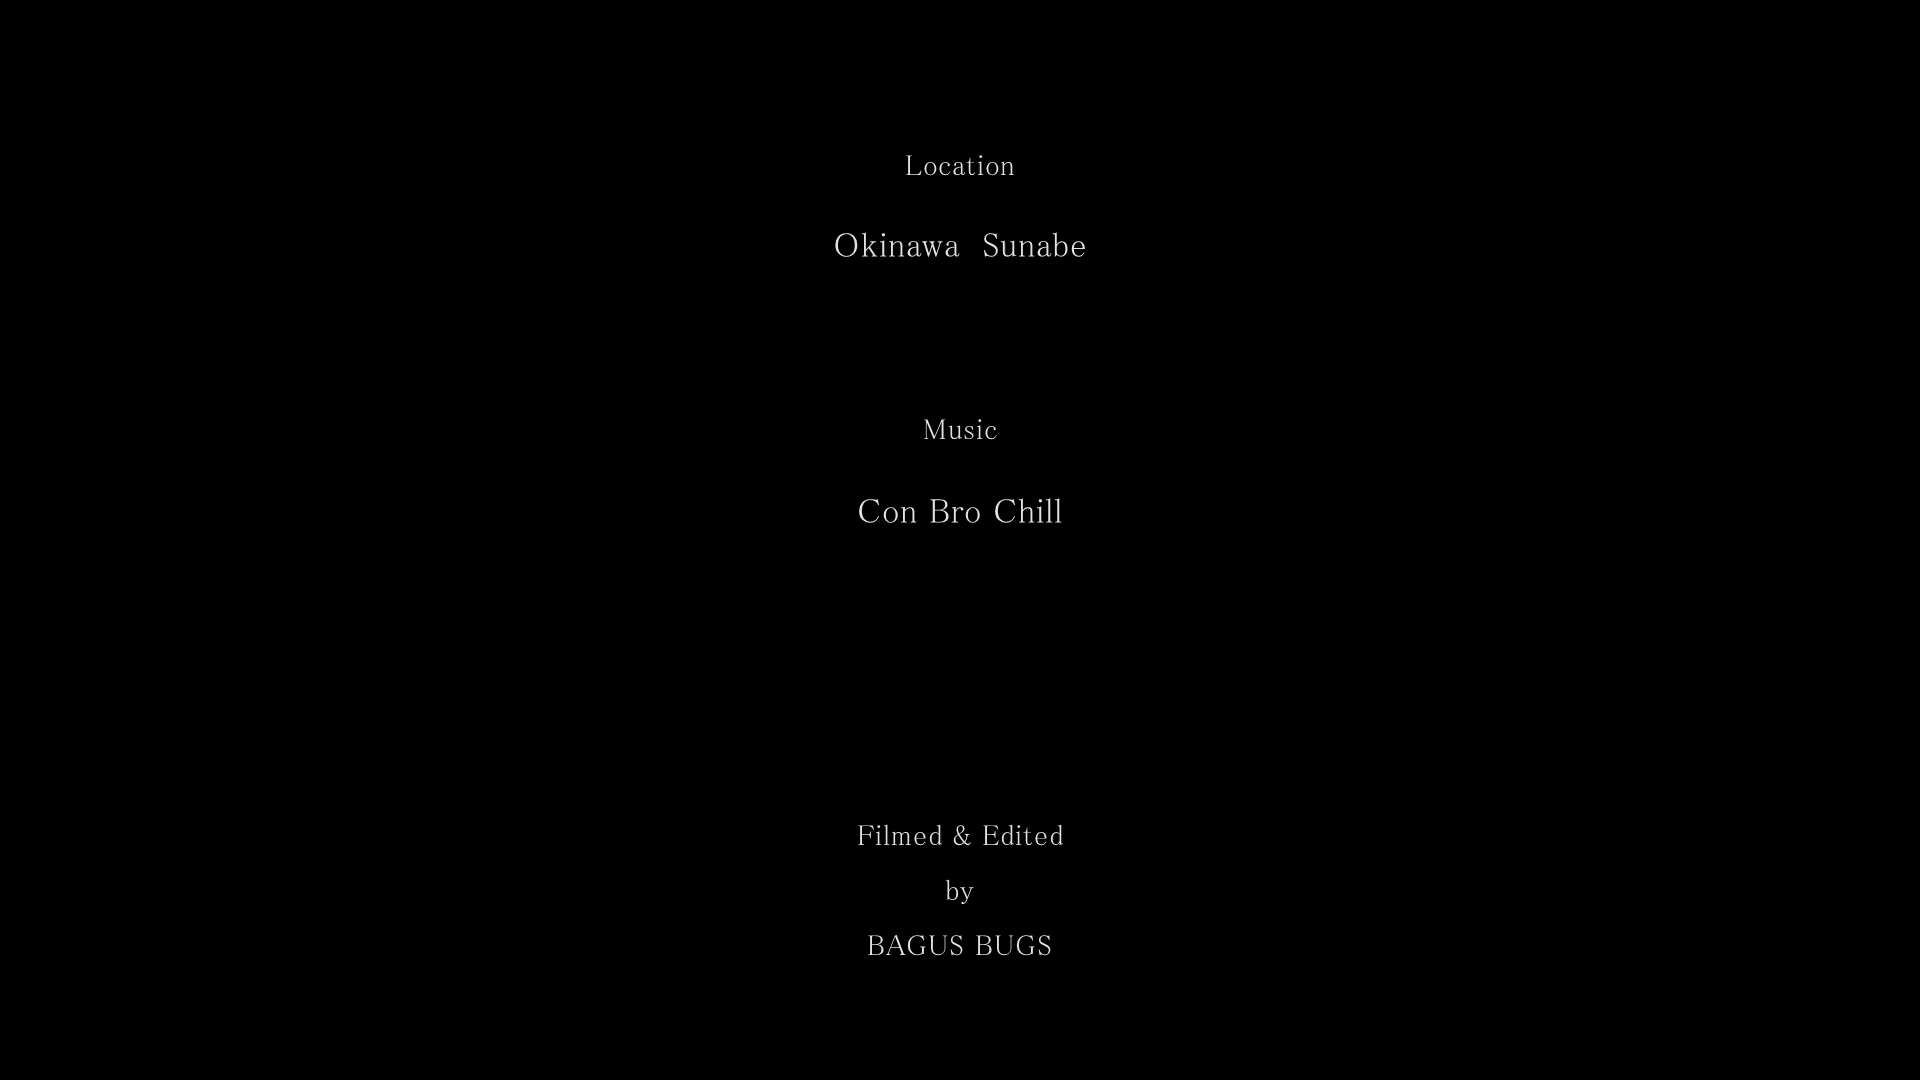 Location
Okinawa  Sunabe
Music
Con Bro Chill
Filmed & Edited
by
BAGUS BUGS